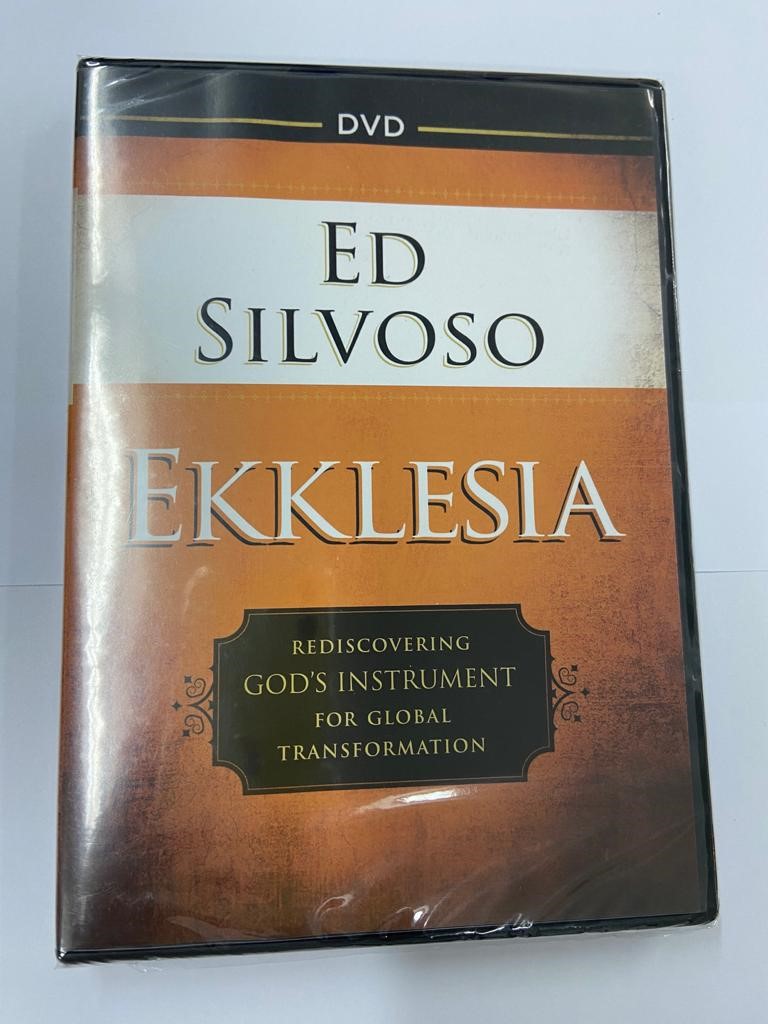 DVD
ED
SILVOSO
EKKLESIA
REDISCOVERING
GOD'S INSTRUMENT
FOR GLOBAL
TRANSFORMATION